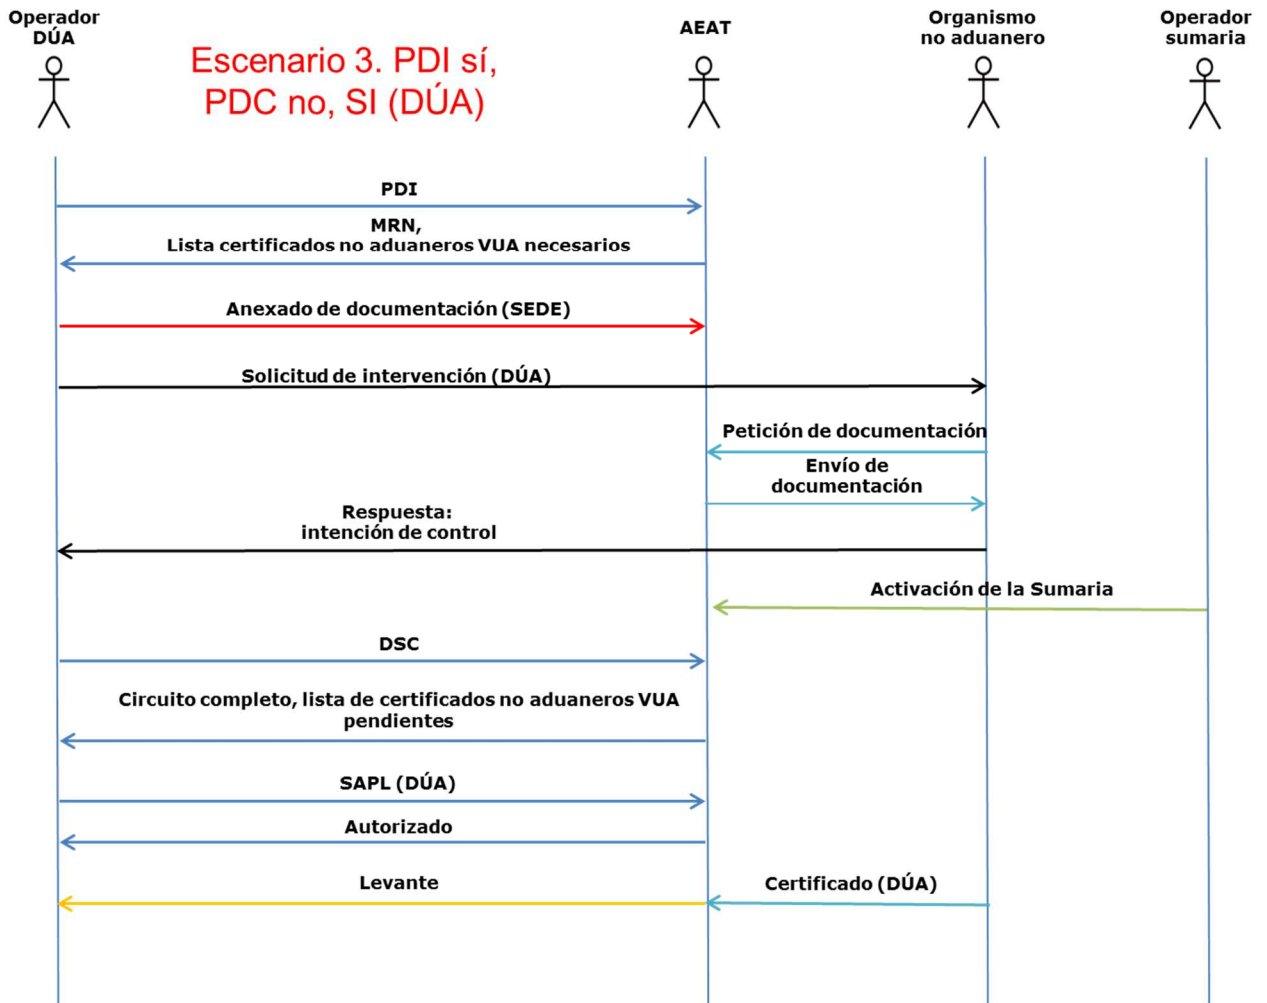 Operador
DÚA
AEAT
Organismo
no aduanero
Operador
sumaria
Escenario 3. PDI sí,
PDC no, SI (DÚA)
PDI
MRN,
Lista certificados no aduaneros VUA necesarios
Anexado de documentación (SEDE)
Solicitud de intervención (DÚA)
Petición de documentación
Envío de
documentación
Respuesta:
intención de control
Activación de la Sumaria
DSC
Circuito completo, lista de certificados no aduaneros VUA
pendientes
SAPL (DÚA)
Autorizado
Levante
Certificado (DÚA)